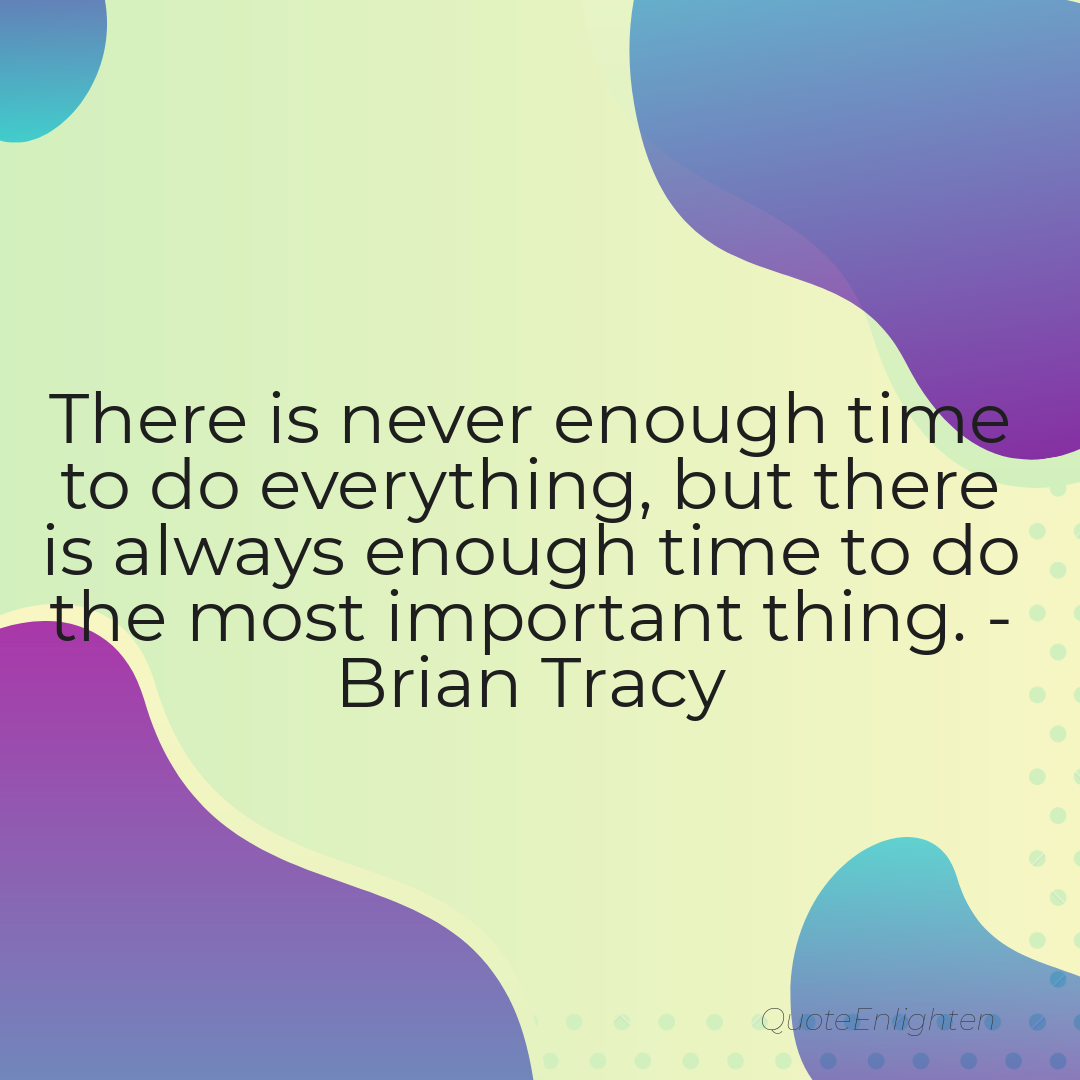 There is never enough time
to do everything, but there
is always enough time to do
the most important thing. -
Brian Tracy
QuoteEnlighten